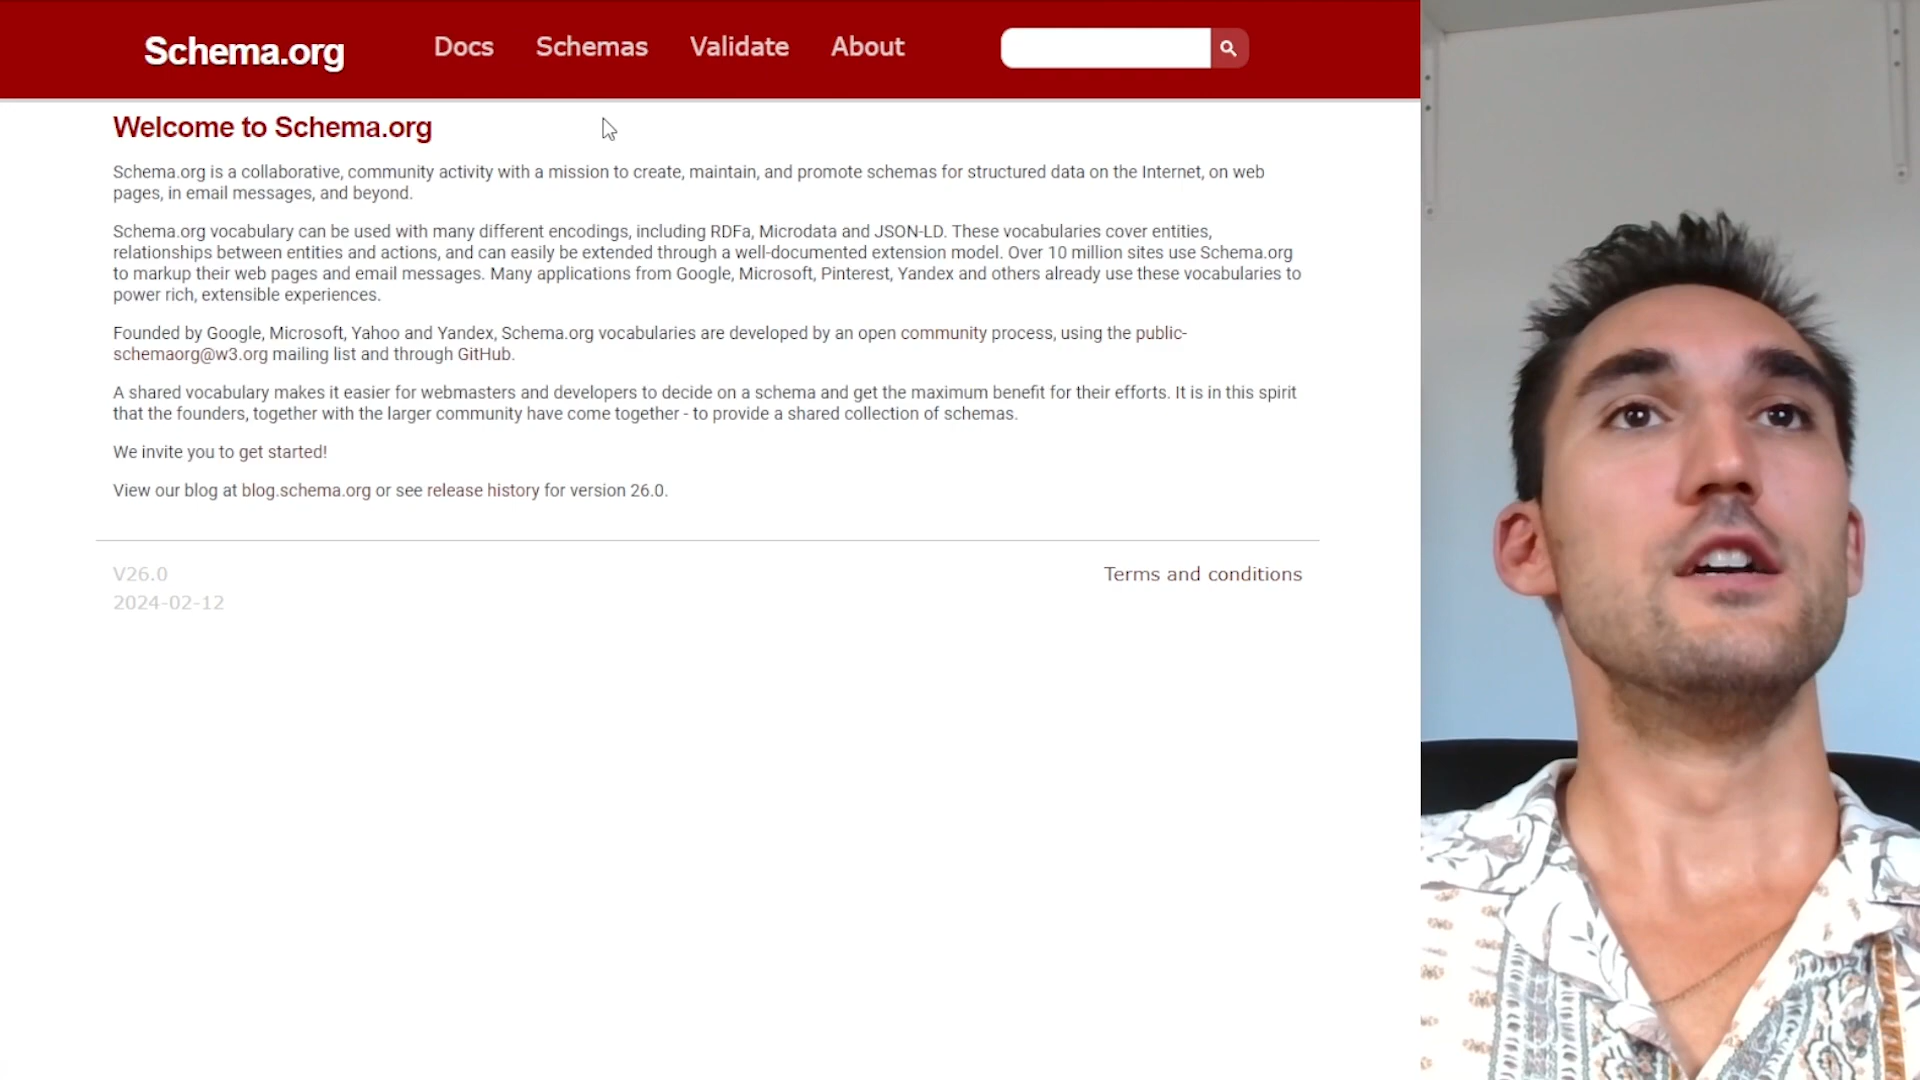 Schema.org
Docs Schemas Validate About
Welcome to Schema.org
Schema.org is a collaborative, community activity with a mission to create, maintain, and promote schemas for structured data on the Internet, on web
pages, in email messages, and beyond.
Schema.org vocabulary can be used with many different encodings, including RDFa, Microdata and JSON-LD. These vocabularies cover entities,
relationships between entities and actions, and can easily be extended through a well-documented extension model. Over 10 million sites use Schema.org
to markup their web pages and email messages. Many applications from Google, Microsoft, Pinterest, Yandex and others already use these vocabularies to
power rich, extensible experiences.
Founded by Google, Microsoft, Yahoo and Yandex, Schema.org vocabularies are developed by an open community process, using the public-
schemaorg@w3.org mailing list and through GitHub.
A shared vocabulary makes it easier for webmasters and developers to decide on a schema and get the maximum benefit for their efforts. It is in this spirit
that the founders, together with the larger community have come together - to provide a shared collection of schemas.
We invite you to get started!
View our blog at blog.schema.org or see release history for version 26.0.
V26.0
2024-02-12
Terms and conditions